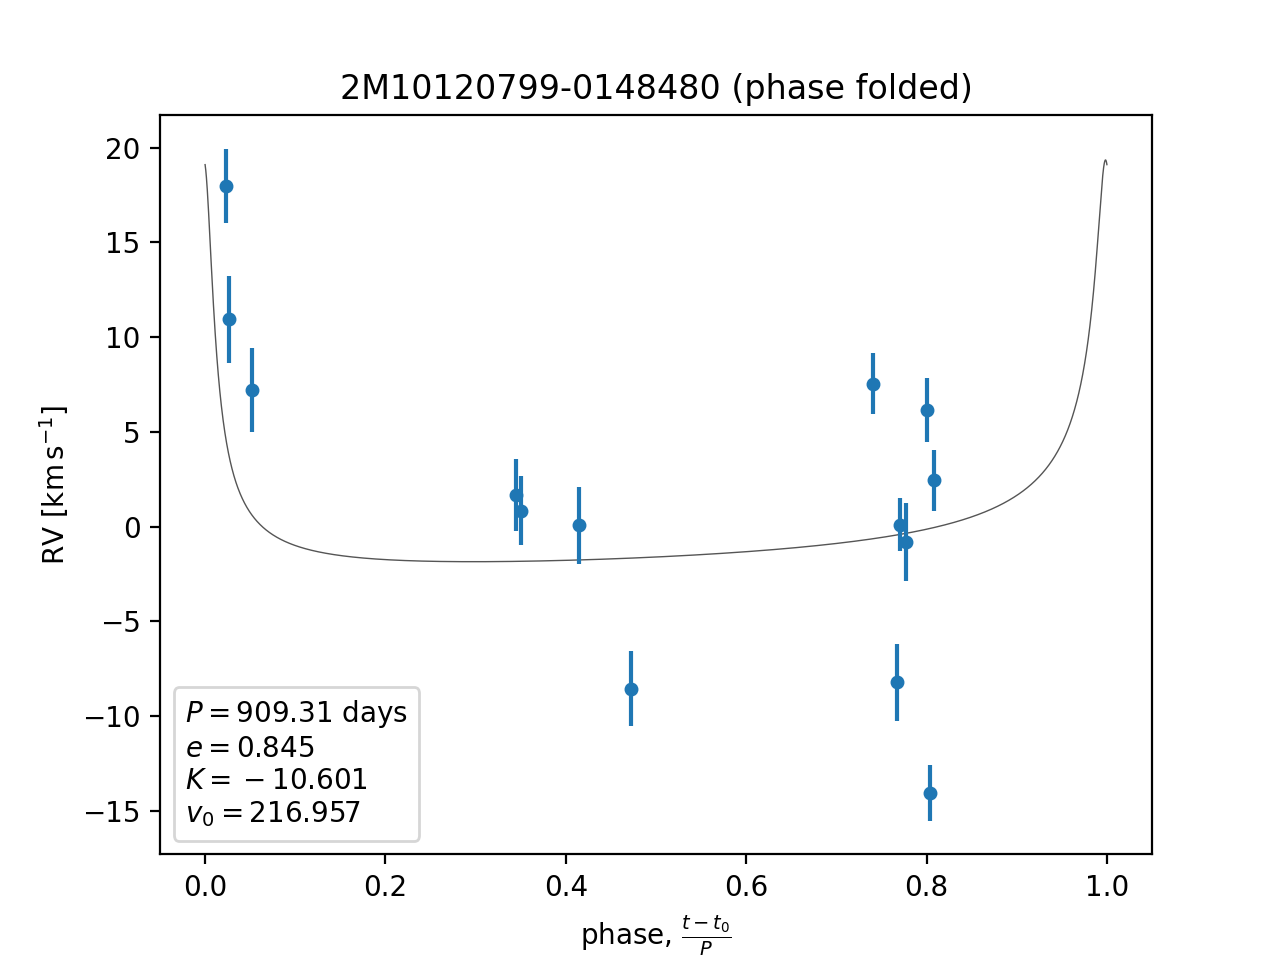 2M10120799-0148480 (phase folded)
RV [km s⁻¹]
20
15
10
5
0
−5
−10
−15
P = 909.31 days
e = 0.845
K = −10.601
v₀ = 216.957
0.0 0.2 0.4 0.6 0.8 1.0
phase, (t − t₀)/P